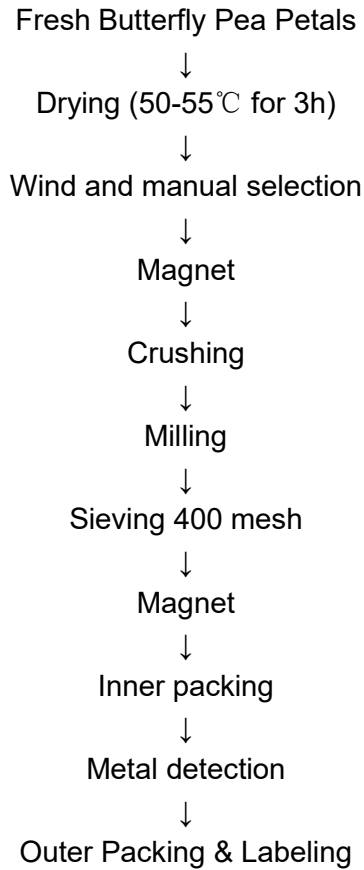 Fresh Butterfly Pea Petals
↓
Drying (50-55℃ for 3h)
↓
Wind and manual selection
↓
Magnet
↓
Crushing
↓
Milling
↓
Sieving 400 mesh
↓
Magnet
↓
Inner packing
↓
Metal detection
↓
Outer Packing & Labeling